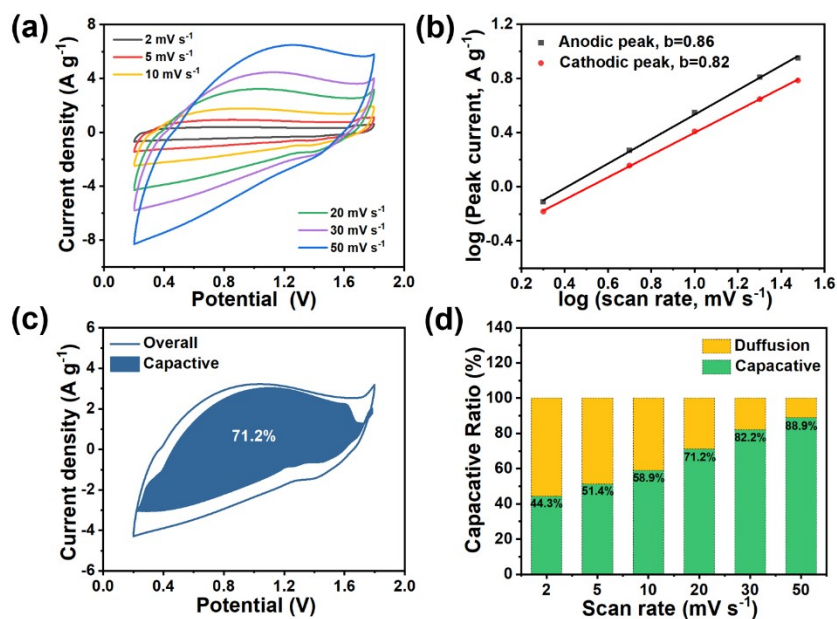 (a)
2 mV s⁻¹
5 mV s⁻¹
10 mV s⁻¹
20 mV s⁻¹
30 mV s⁻¹
50 mV s⁻¹
8
4
0
-4
-8
Current density (A g⁻¹)
0.0 0.4 0.8 1.2 1.6 2.0
Potential (V)
(b)
Anodic peak, b=0.86
Cathodic peak, b=0.82
1.2
0.8
0.4
0.0
-0.4
log (Peak current, A g⁻¹)
0.2 0.4 0.6 0.8 1.0 1.2 1.4 1.6
log (scan rate, mV s⁻¹)
(c)
Overall
Capactive
71.2%
6
4
2
0
-2
-4
-6
Current density (A g⁻¹)
0.0 0.4 0.8 1.2 1.6 2.0
Potential (V)
(d)
Duffusion
Capacative
140
120
100
80
60
40
20
0
Capacative Ratio (%)
44.3%
51.4%
58.9%
71.2%
82.2%
88.9%
2 5 10 20 30 50
Scan rate (mV s⁻¹)